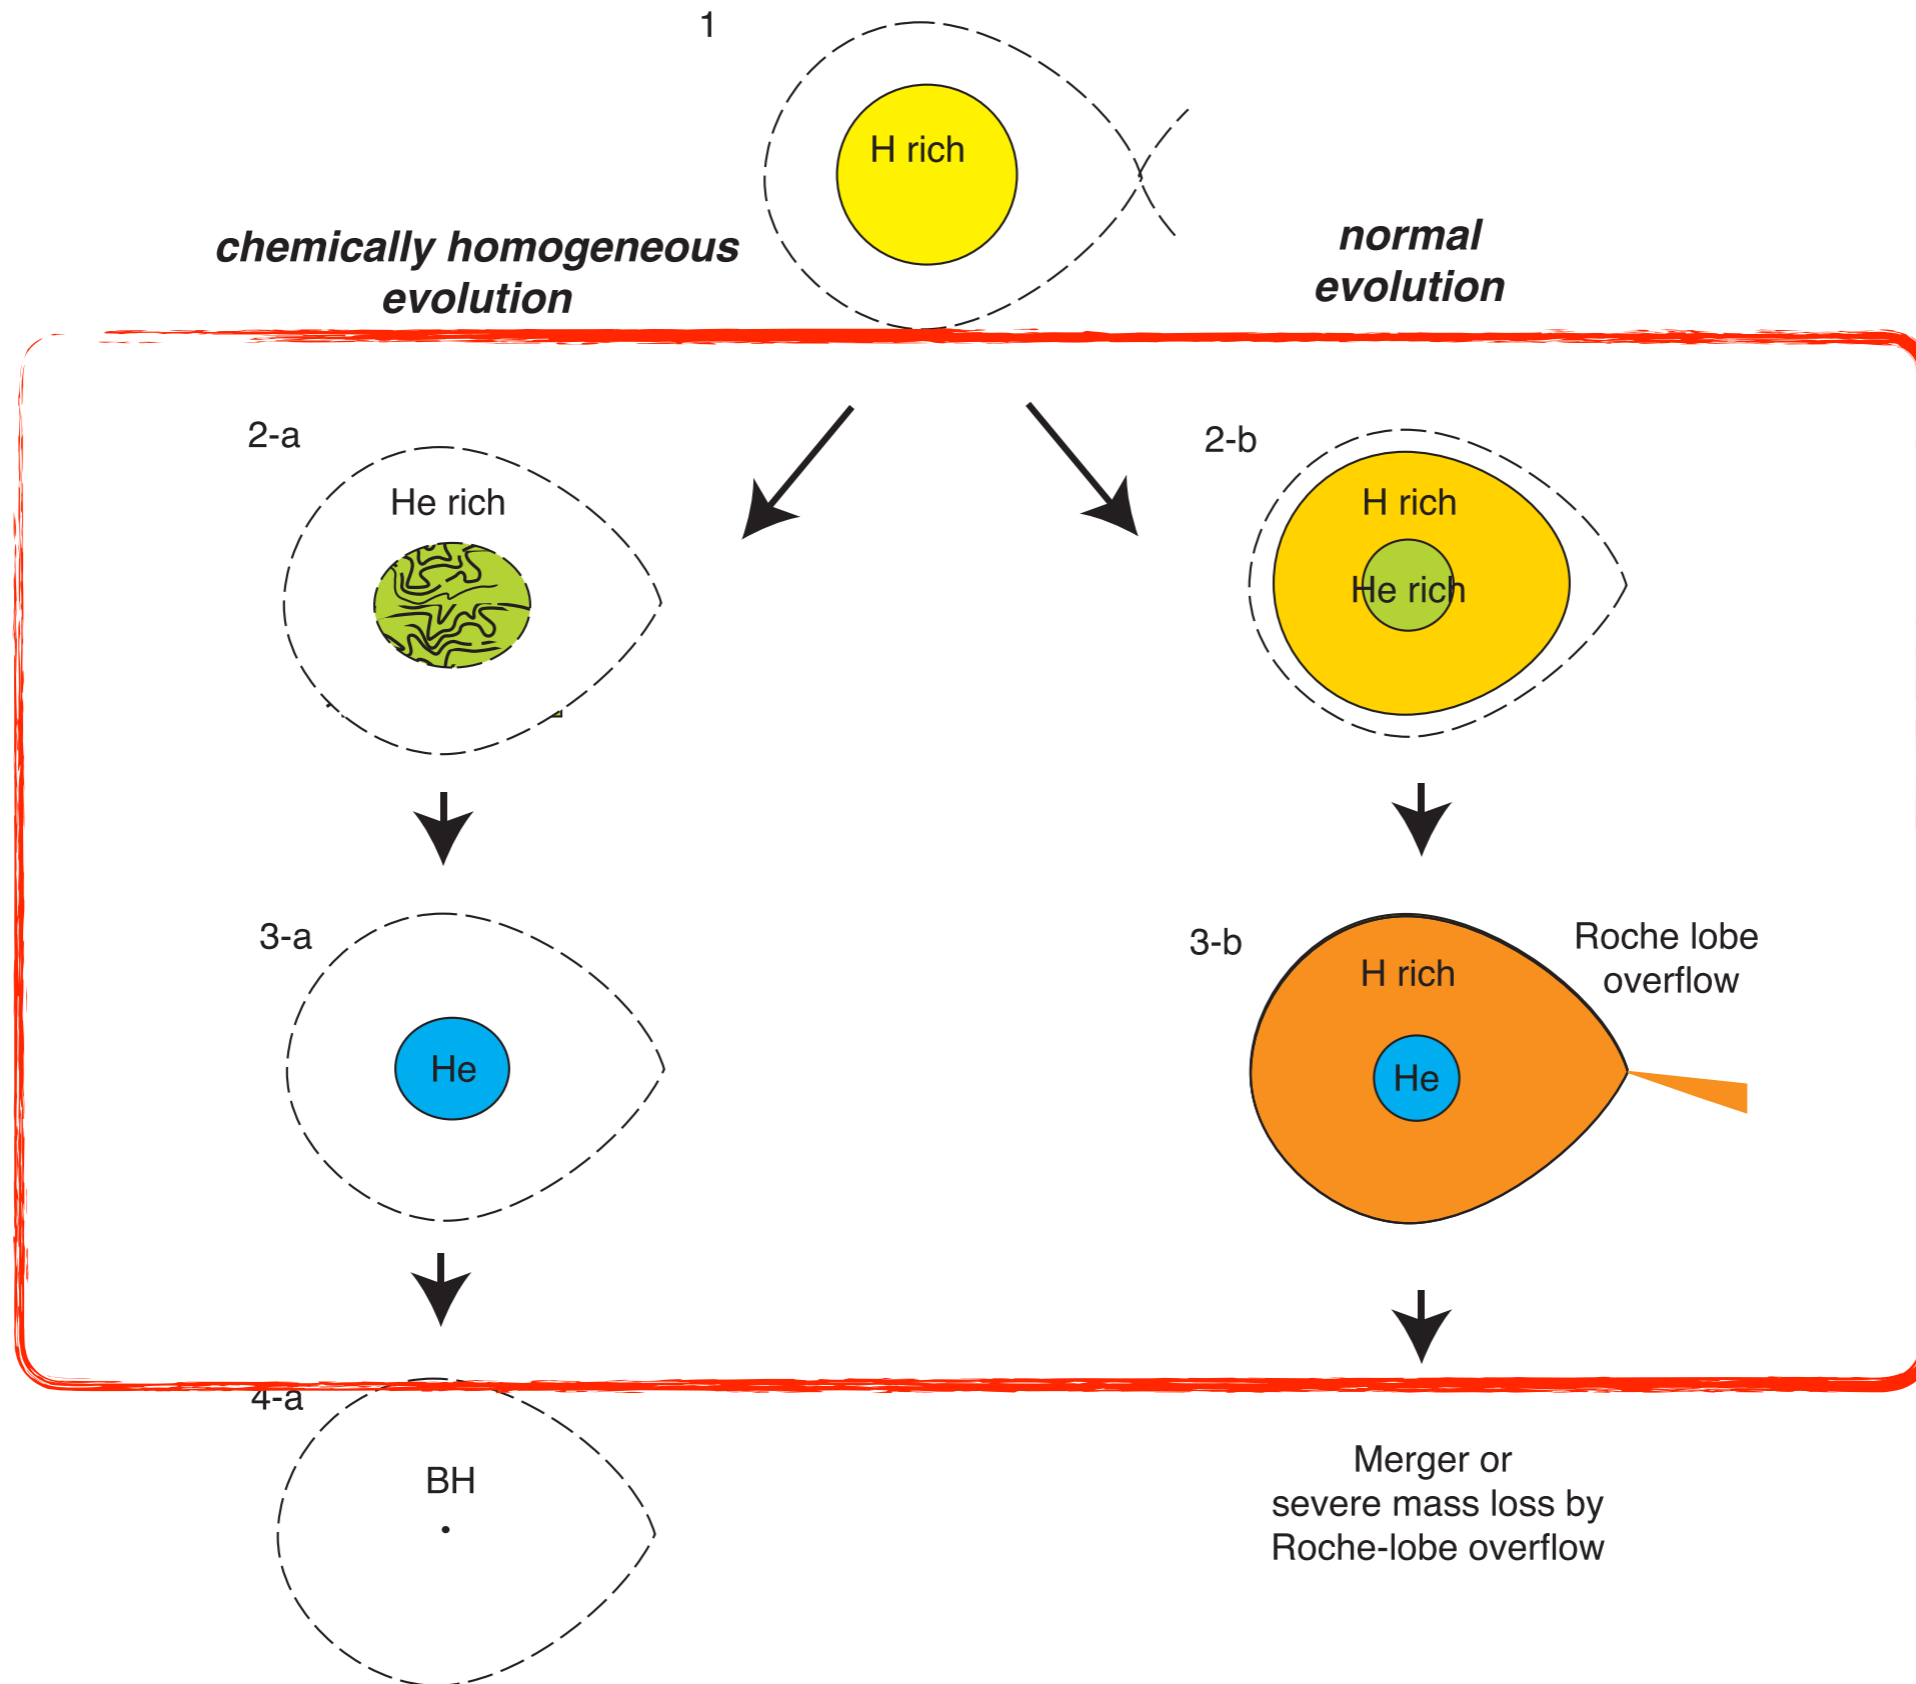 1
H rich
chemically homogeneous
evolution
normal
evolution
2-a
He rich
2-b
H rich
He rich
3-a
He
3-b
H rich
He
Roche lobe
overflow
4-a
BH
Merger or
severe mass loss by
Roche-lobe overflow